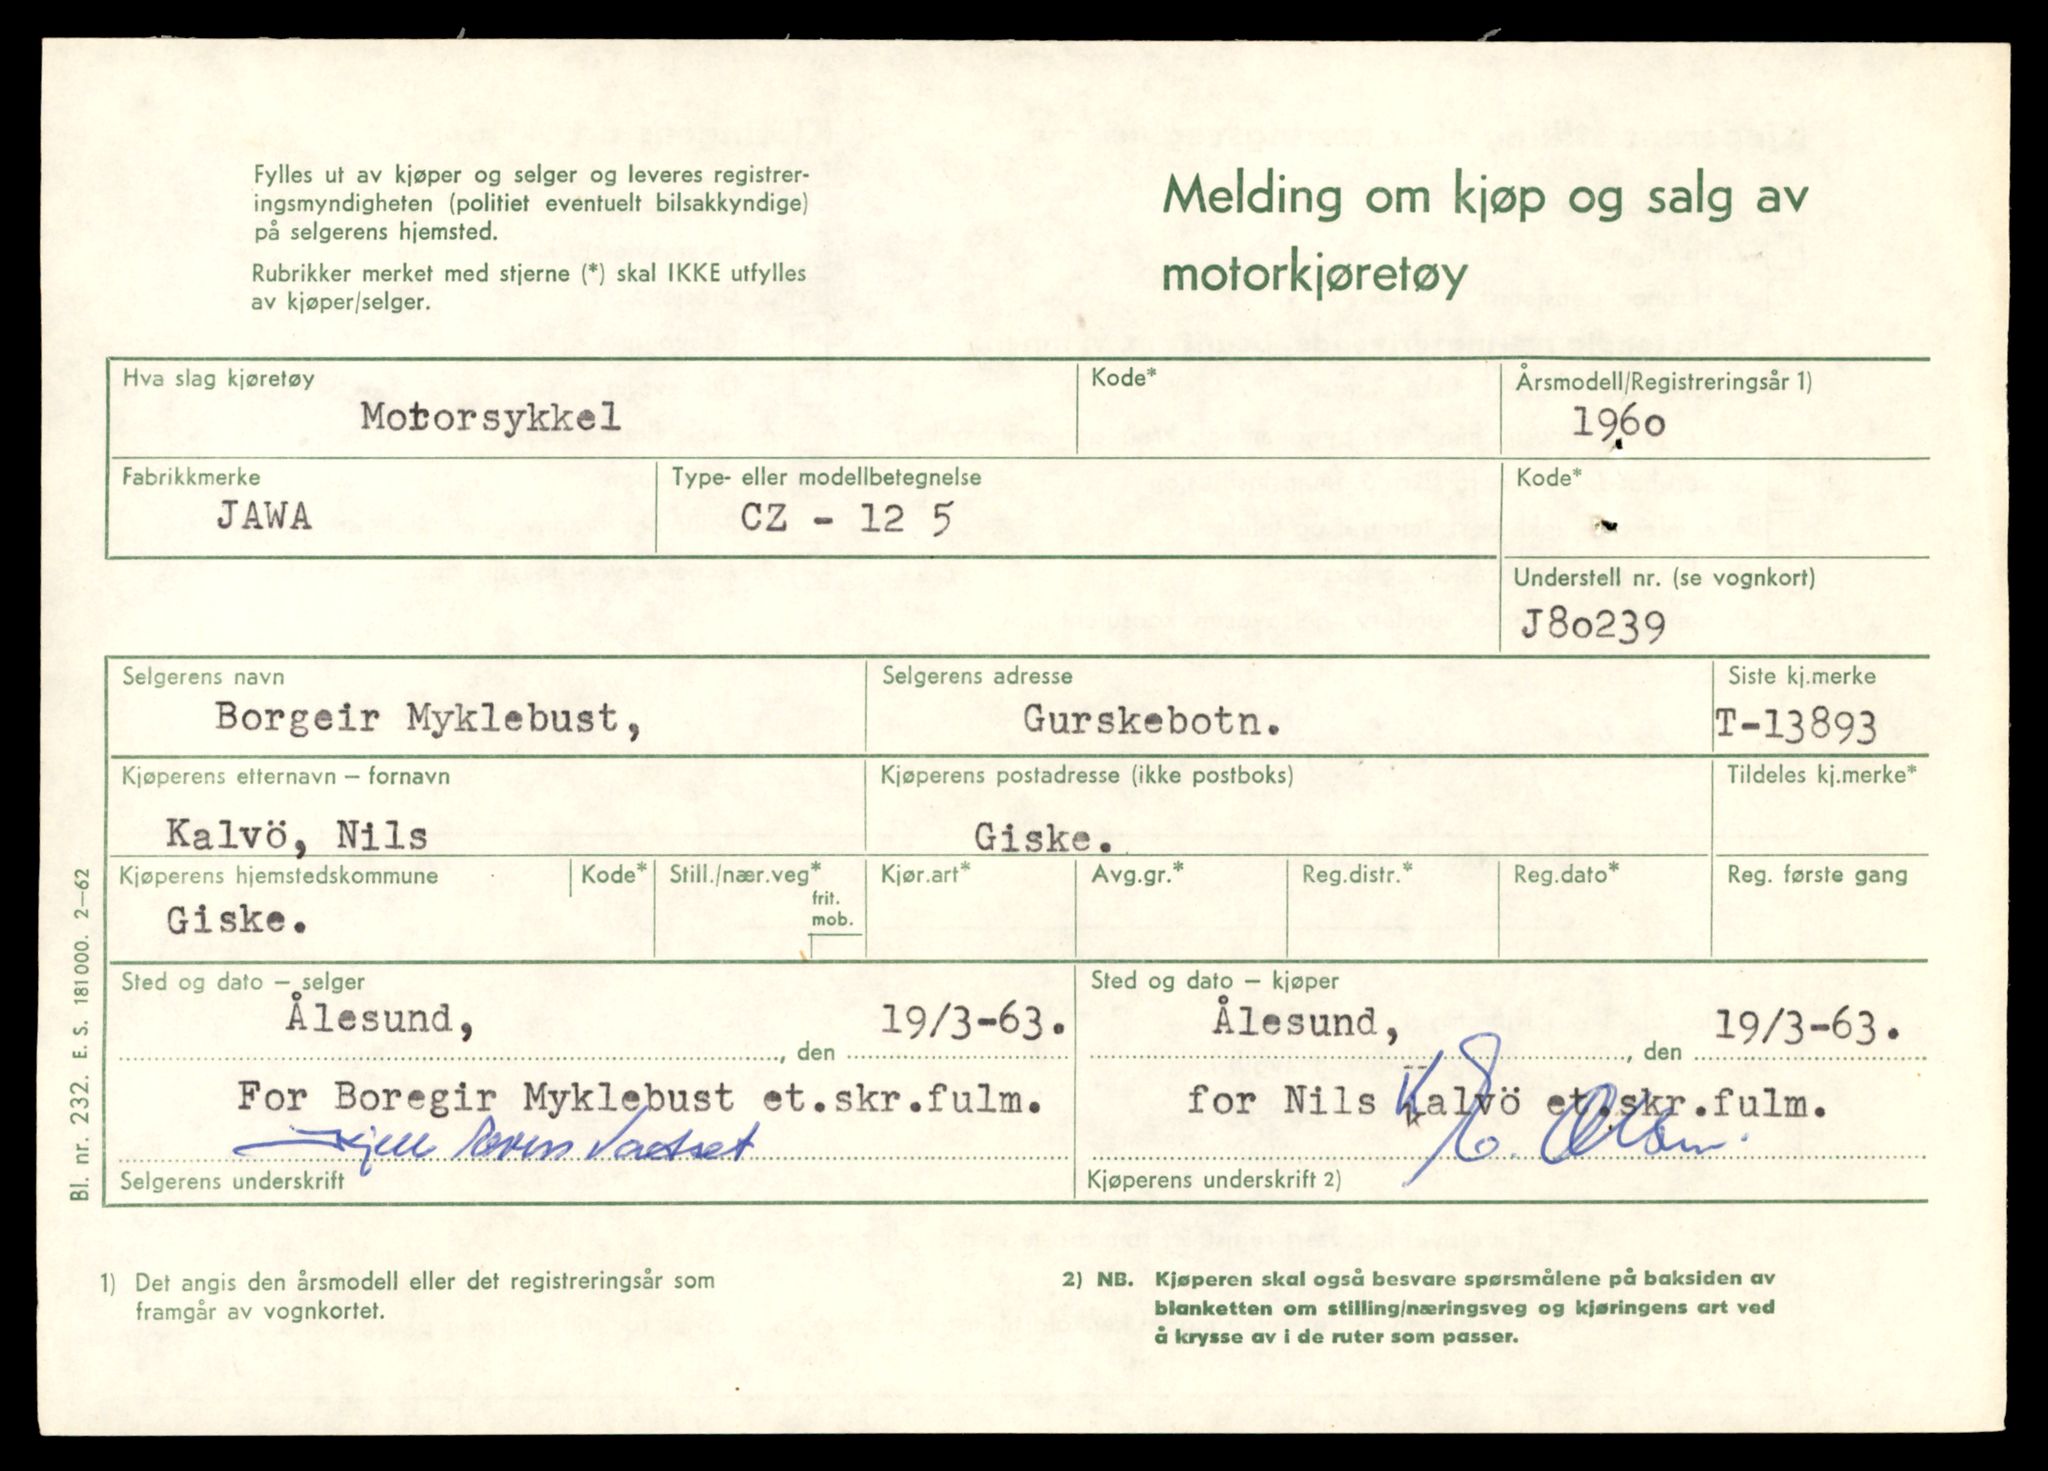 Fylles ut av kjøper og selger og leveres registrer-
ingsmyndigheten (politiet eventuelt bilsakkyndige)
på selgerens hjemsted.
Rubrikker merket med stjerne (*) skal IKKE utfylles
av kjøper/selger.
Melding om kjøp og salg av
motorkjøretøy
Hva slag kjøretøy Kode* Årsmodell/Registreringsår 1)
Motorsykkel 1960
Fabrikkmerke Type- eller modellbetegnelse Kode*
JAWA CZ - 12 5
Understell nr. (se vognkort)
J80239
Selgerens navn Selgerens adresse Siste kj.merke
Borgeir Myklebust, Gurskebotn. T-13893
Kjøperens etternavn – fornavn Kjøperens postadresse (ikke postboks) Tildeles kj.merke*
Kalvö, Nils Giske.
Kjøperens hjemstedskommune Kode* Still./nær.veg* Kjør.art* Avg.gr.* Reg.distr.* Reg.dato* Reg. første gang
frit.
mob.
Giske.
Sted og dato – selger Sted og dato – kjøper
Ålesund, 19/3-63. Ålesund, 19/3-63.
, den , den
For Boregir Myklebust et.skr.fulm. for Nils Kalvö et.skr.fulm.
Selgerens underskrift Kjøperens underskrift 2)
Bl. nr. 232. E. S. 181000. 2–62
1) Det angis den årsmodell eller det registreringsår som
framgår av vognkortet.
2) NB. Kjøperen skal også besvare spørsmålene på baksiden av
blanketten om stilling/næringsveg og kjøringens art ved
å krysse av i de ruter som passer.